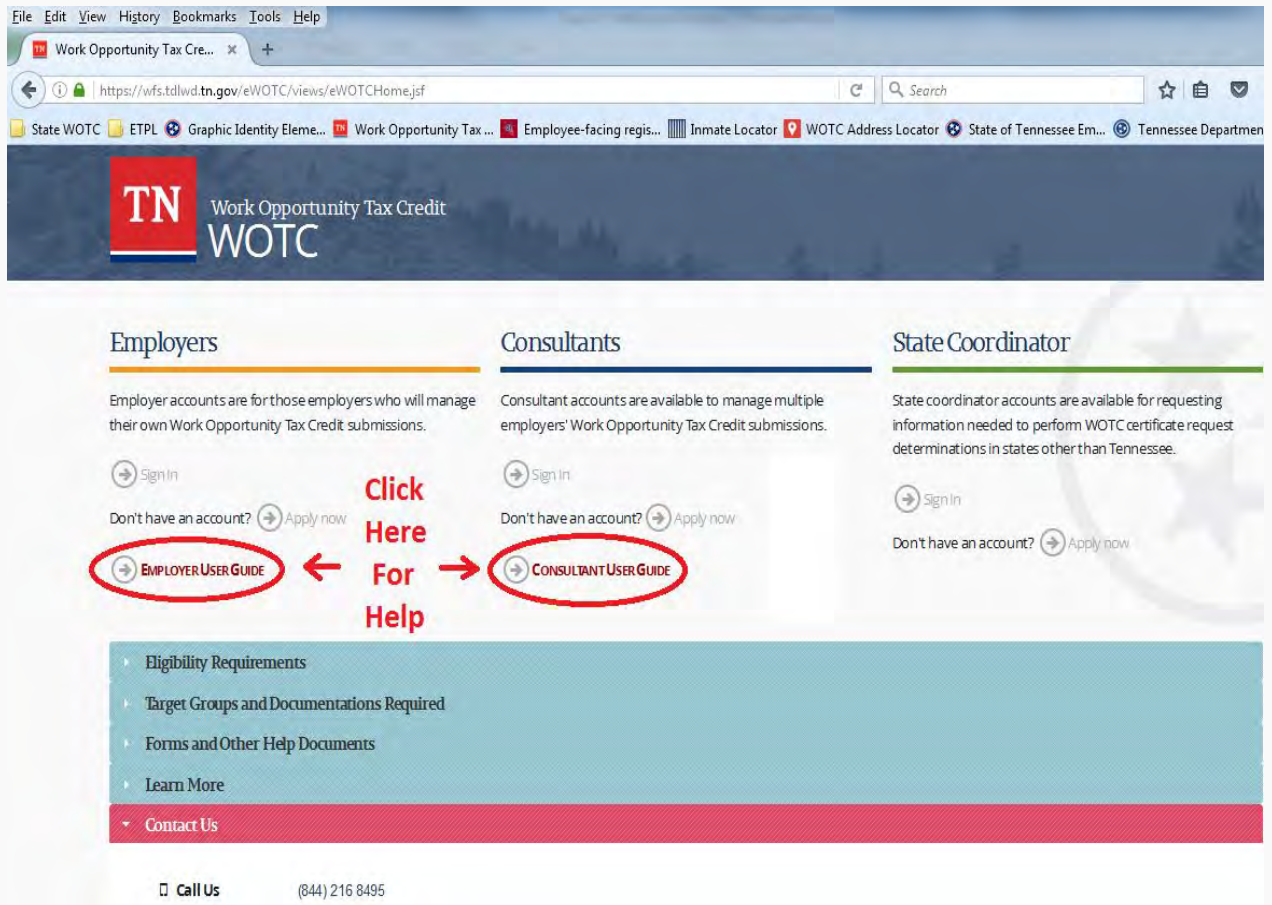 File Edit View History Bookmarks Tools Help
Work Opportunity Tax Cre...
https://wfs.tdlwd.tn.gov/eWOTC/views/eWOTCHome.jsf
Search
State WOTC ETPL Graphic Identity Eleme... Work Opportunity Tax ... Employee-facing regis... Inmate Locator WOTC Address Locator State of Tennessee Em... Tennessee Departmen
TN
Work Opportunity Tax Credit
WOTC
Employers
Employer accounts are for those employers who will manage
their own Work Opportunity Tax Credit submissions.
Sign In
Don't have an account? Apply now
EMPLOYER USER GUIDE
Click
Here
For
Help
Consultants
Consultant accounts are available to manage multiple
employers' Work Opportunity Tax Credit submissions.
Sign In
Don't have an account? Apply now
CONSULTANT USER GUIDE
State Coordinator
State coordinator accounts are available for requesting
information needed to perform WOTC certificate request
determinations in states other than Tennessee.
Sign In
Don't have an account? Apply now
Eligibility Requirements
Target Groups and Documentations Required
Forms and Other Help Documents
Learn More
Contact Us
Call Us (844) 216 8495